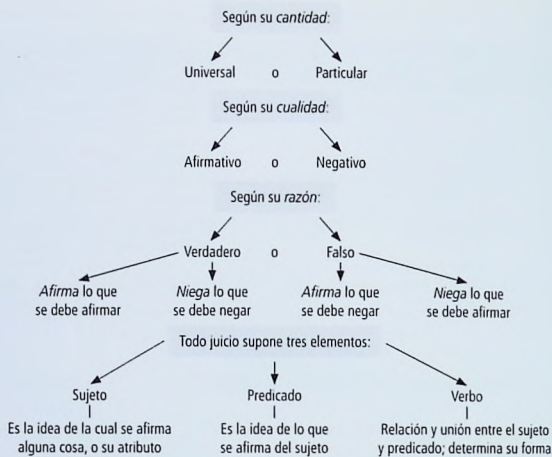 Según su cantidad:
Universal o Particular
Según su cualidad:
Afirmativo o Negativo
Según su razón:
Verdadero o Falso
Afirma lo que
se debe afirmar
Niega lo que
se debe negar
Afirma lo que
se debe negar
Niega lo que
se debe afirmar
Todo juicio supone tres elementos:
Sujeto
Es la idea de la cual se afirma
alguna cosa, o su atributo
Predicado
Es la idea de lo que
se afirma del sujeto
Verbo
Relación y unión entre el sujeto
y predicado; determina su forma